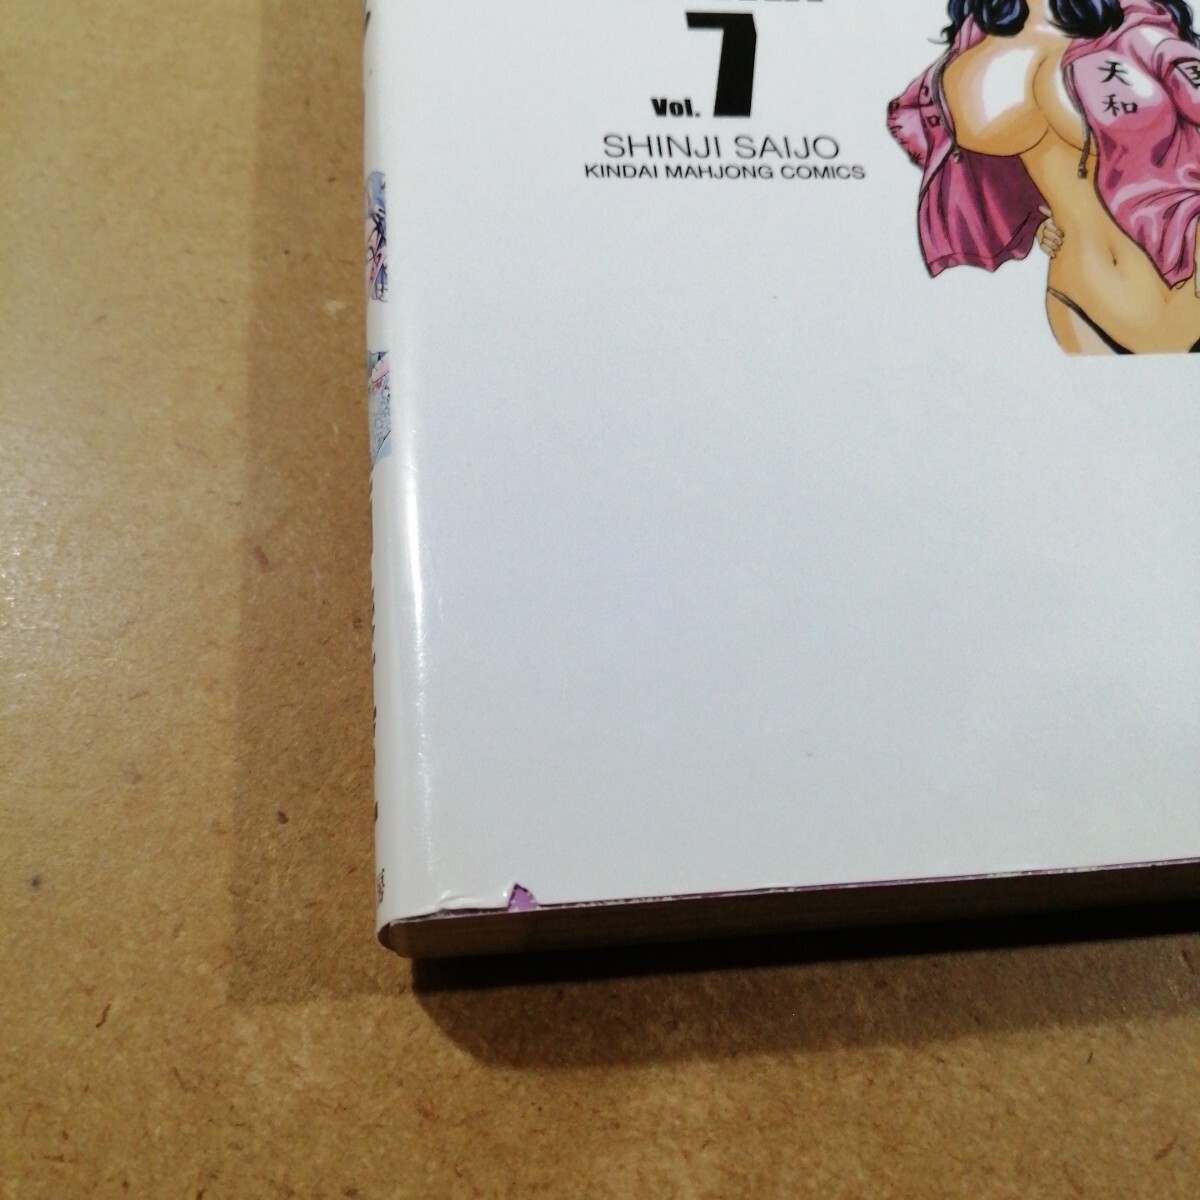 Vol. 7
SHINJI SAIJO
KINDAI MAHJONG COMICS
天和